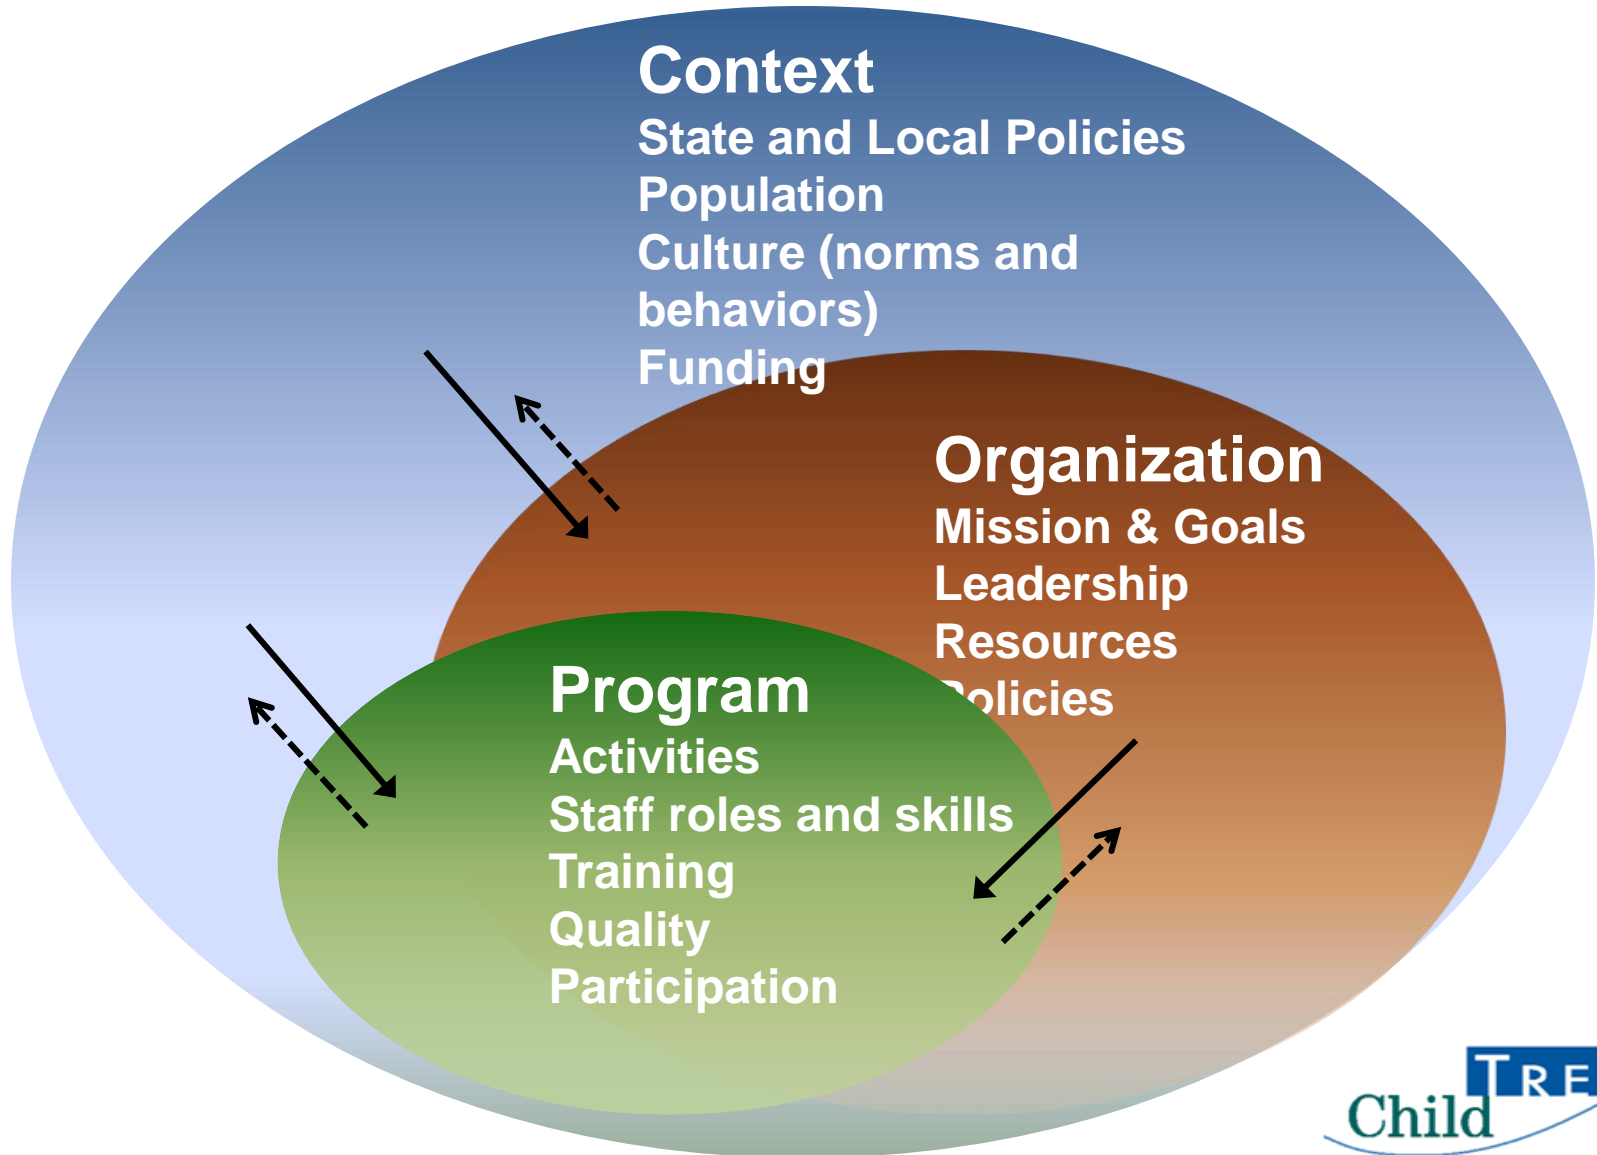 Context
State and Local Policies
Population
Culture (norms and
behaviors)
Funding
Organization
Mission & Goals
Leadership
Resources
Policies
Program
Activities
Staff roles and skills
Training
Quality
Participation
Child TRE